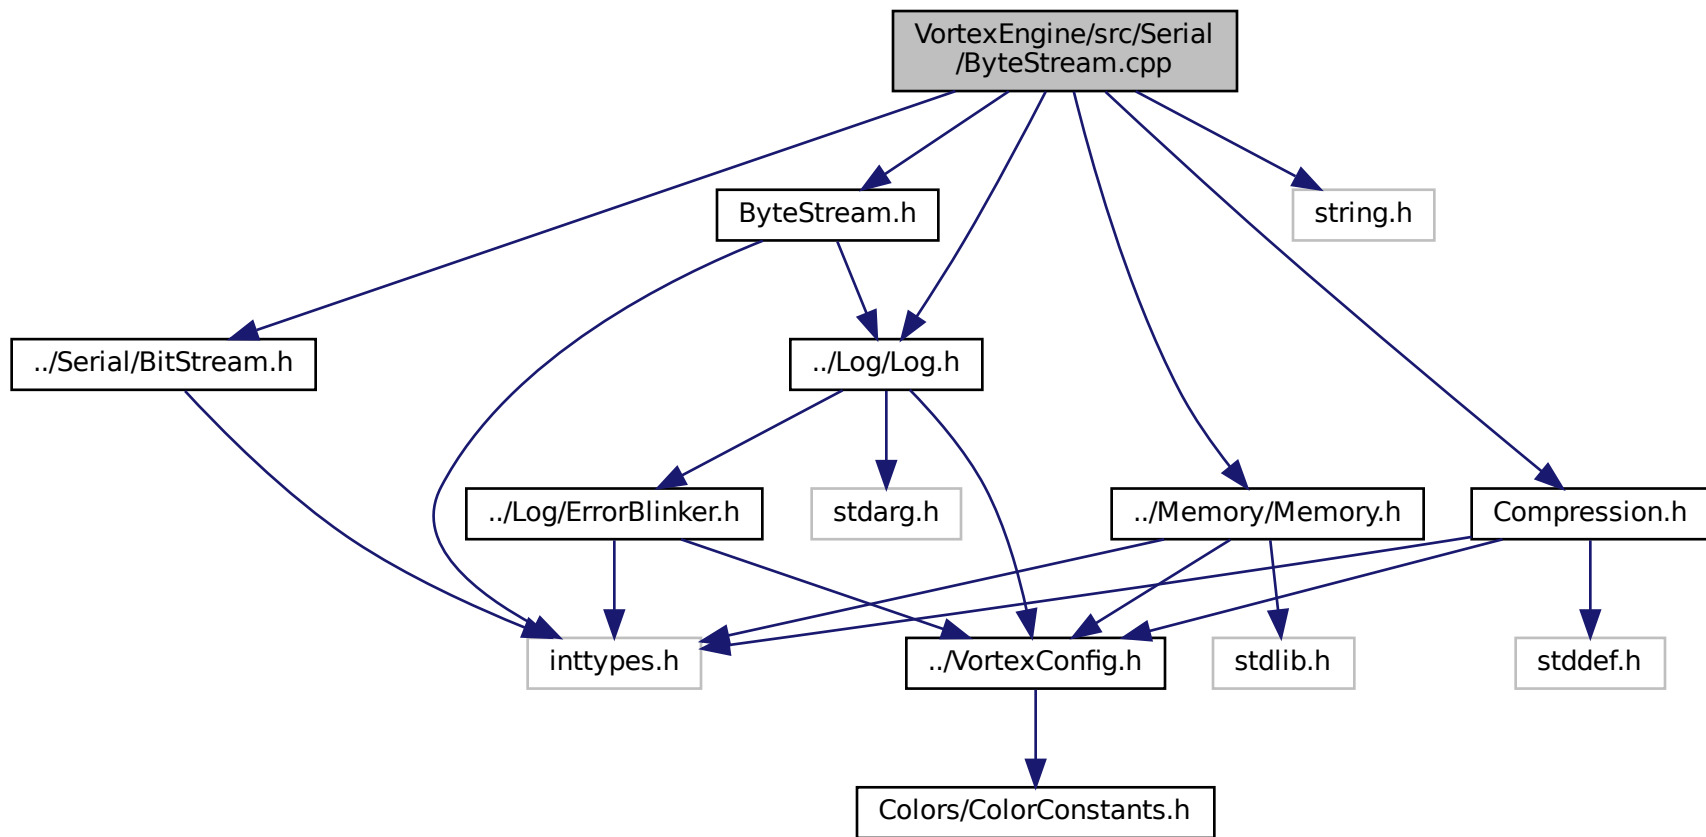 VortexEngine/src/Serial
/ByteStream.cpp
ByteStream.h
string.h
../Serial/BitStream.h
../Log/Log.h
../Log/ErrorBlinker.h
stdarg.h
../Memory/Memory.h
Compression.h
inttypes.h
../VortexConfig.h
stdlib.h
stddef.h
Colors/ColorConstants.h